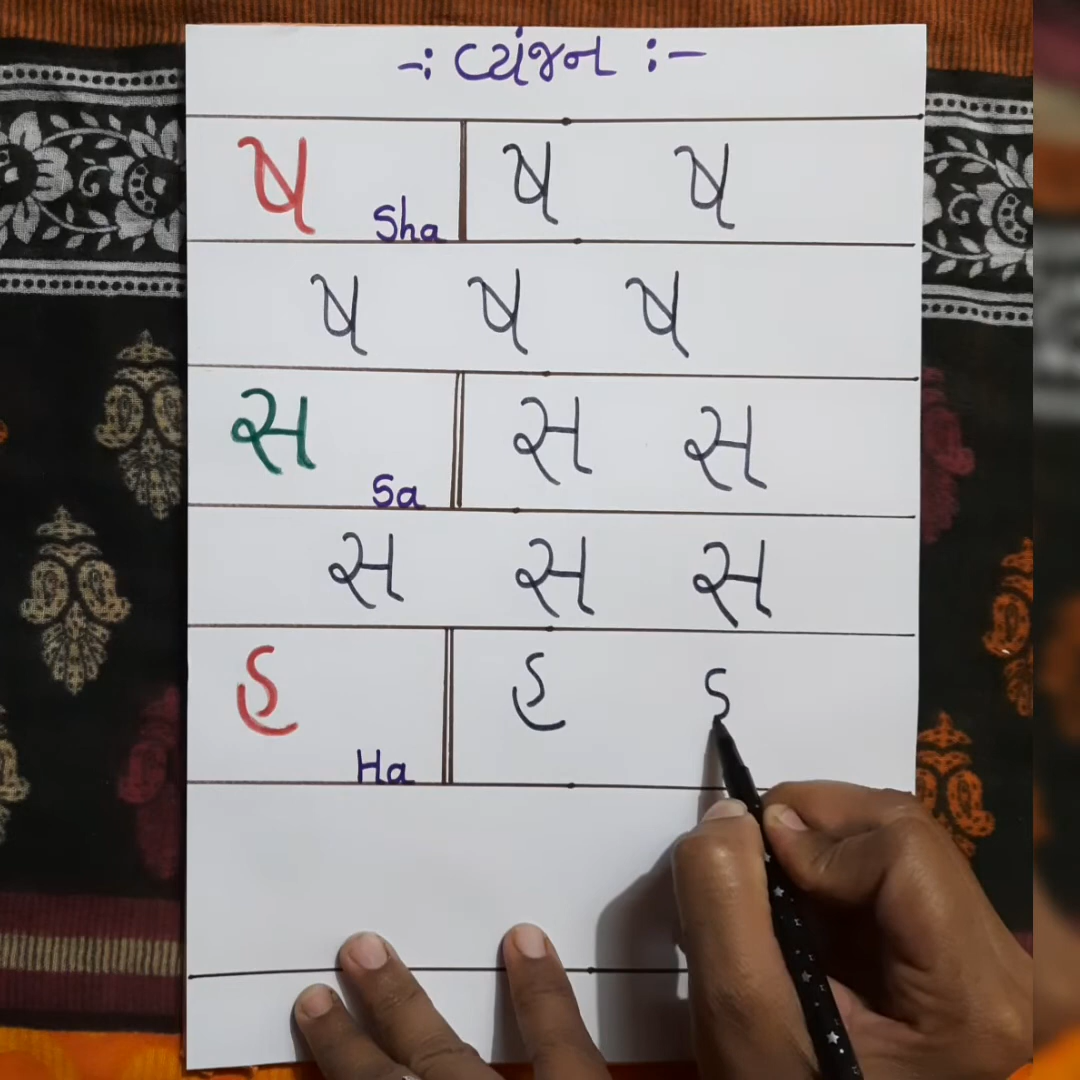 -: વ્યંજન :-
ષ Sha ષ ષ
ષ ષ ષ
સ Sa સ સ
સ સ સ
હ Ha હ